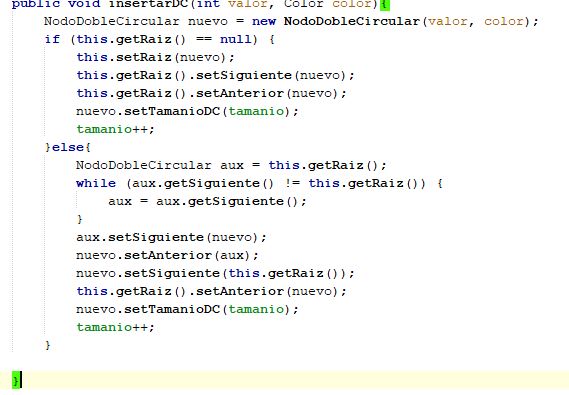 public void insertarDC(int valor, Color color){
NodoDobleCircular nuevo = new NodoDobleCircular(valor, color);
if (this.getRaiz() == null) {
this.setRaiz(nuevo);
this.getRaiz().setSiguiente(nuevo);
this.getRaiz().setAnterior(nuevo);
nuevo.setTamanioDC(tamanio);
tamanio++;
}else{
NodoDobleCircular aux = this.getRaiz();
while (aux.getSiguiente() != this.getRaiz()) {
aux = aux.getSiguiente();
}
aux.setSiguiente(nuevo);
nuevo.setAnterior(aux);
nuevo.setSiguiente(this.getRaiz());
this.getRaiz().setAnterior(nuevo);
nuevo.setTamanioDC(tamanio);
tamanio++;
}
}